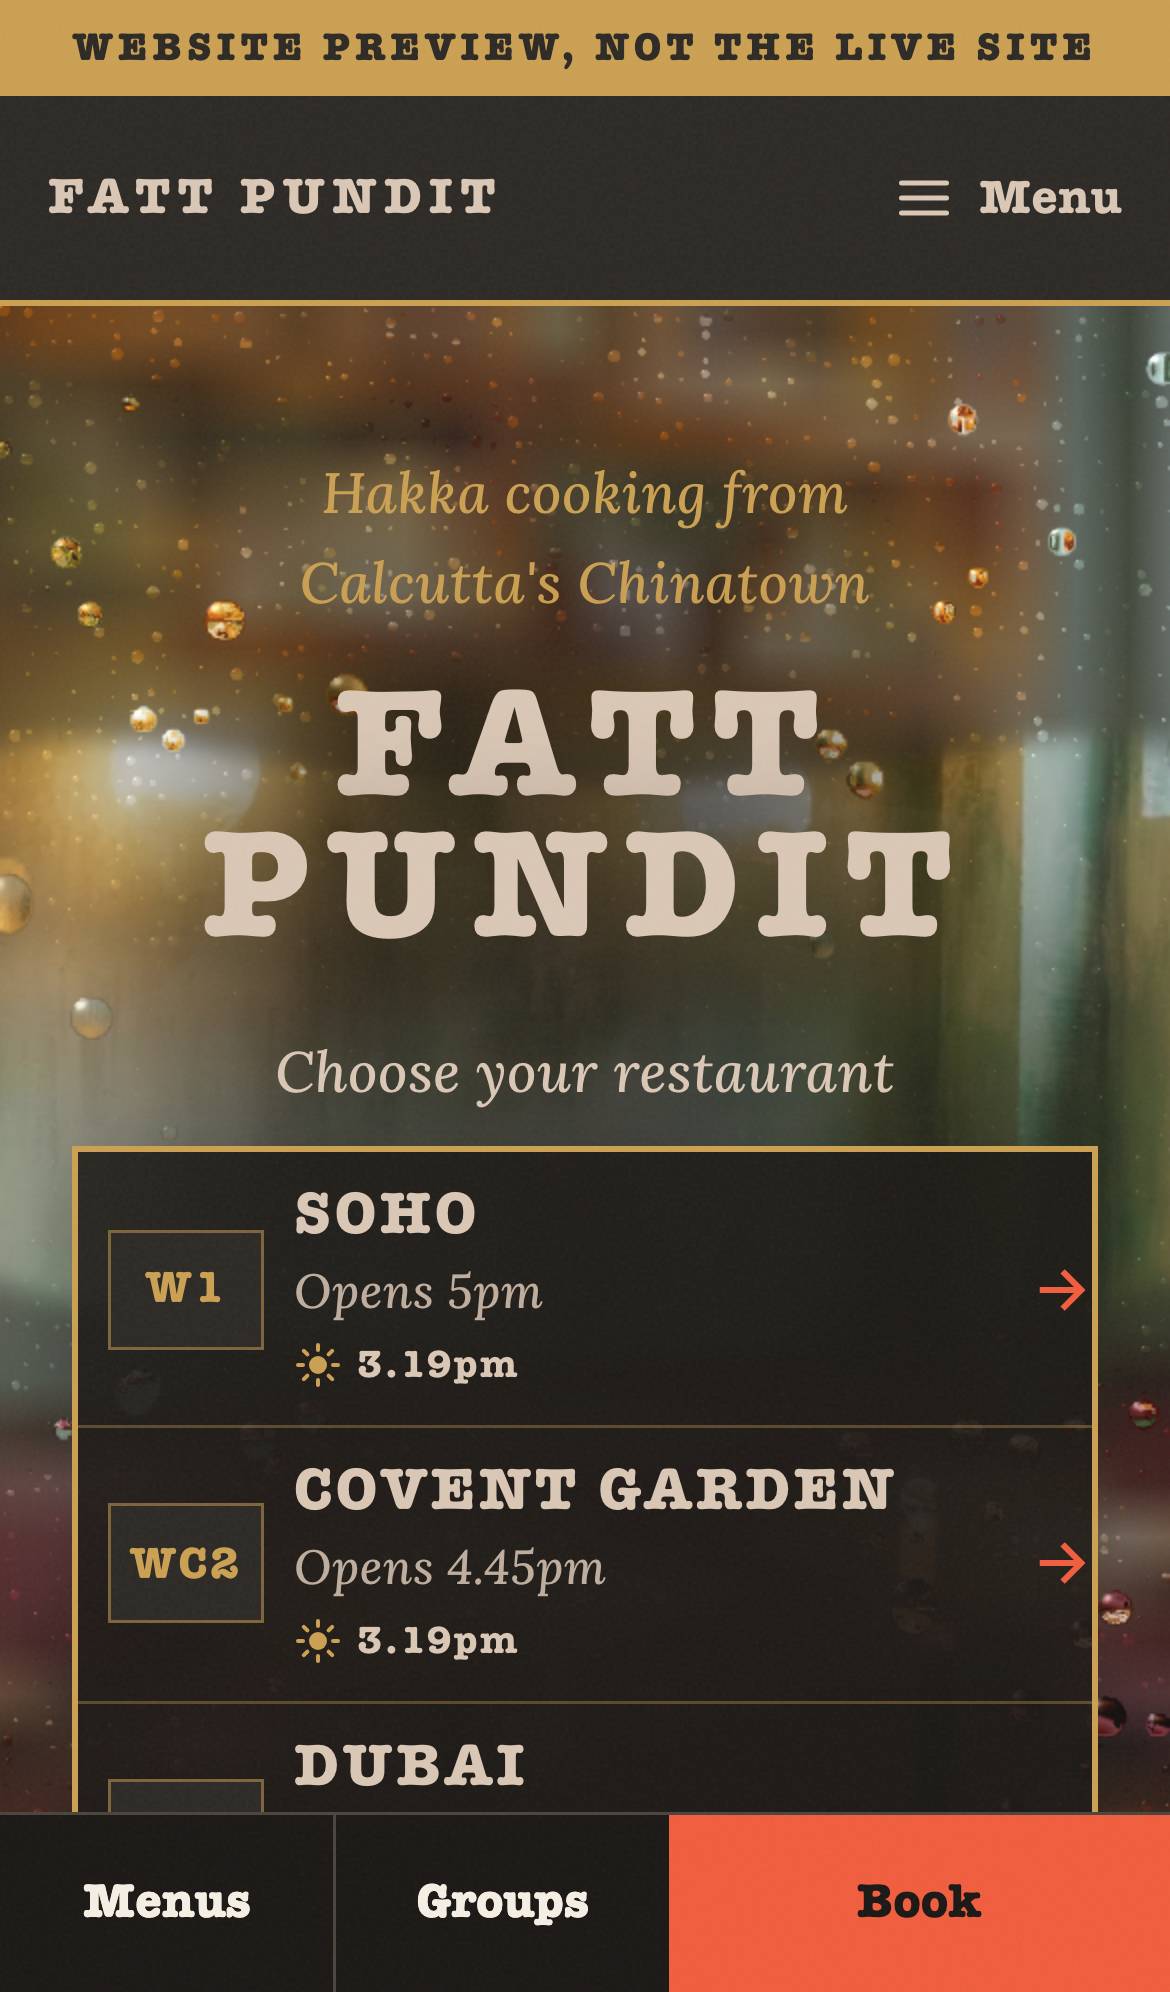 WEBSITE PREVIEW, NOT THE LIVE SITE
FATT PUNDIT
Menu
Hakka cooking from
Calcutta's Chinatown
FATT
PUNDIT
Choose your restaurant
SOHO
W1
Opens 5pm
3.19pm
COVENT GARDEN
WC2
Opens 4.45pm
3.19pm
DUBAI
Menus
Groups
Book